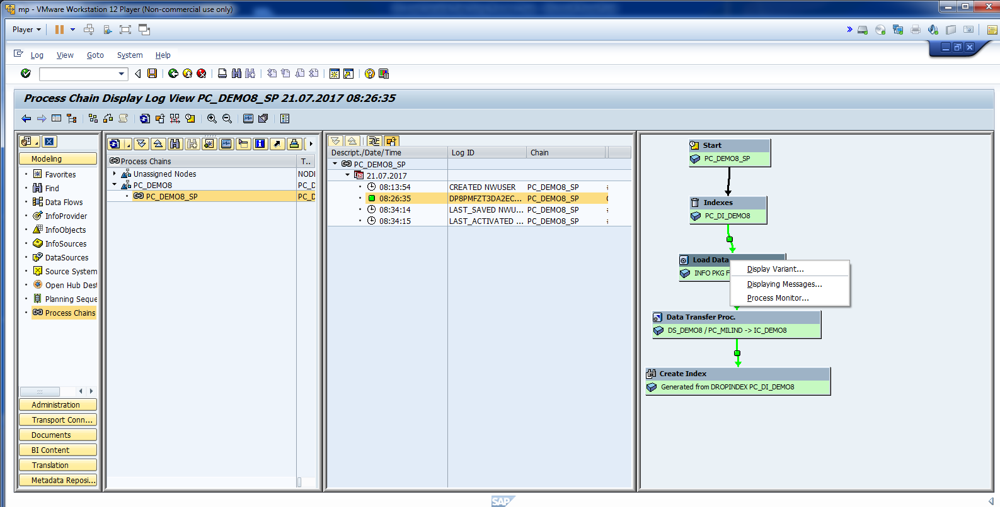 mp - VMware Workstation 12 Player (Non-commercial use only)
Player
Log View Goto System Help
Process Chain Display Log View PC_DEMO8_SP 21.07.2017 08:26:35
Modeling
Favorites
Find
Data Flows
InfoProvider
InfoObjects
InfoSources
DataSources
Source System
Open Hub Dest
Planning Seque
Process Chains
Administration
Transport Conn...
Documents
BI Content
Translation
Metadata Reposi...
Process Chains T..
Unassigned Nodes NODI
PC_DEMO8 PC_D
PC_DEMO8_SP PC_D
Descript./Date/Time Log ID Chain
PC_DEMO8_SP
21.07.2017
08:13:54 CREATED NWUSER PC_DEMO8_SP
08:26:35 DP8PMFZT3DA2EC... PC_DEMO8_SP
08:34:14 LAST_SAVED NWU... PC_DEMO8_SP
08:34:15 LAST_ACTIVATED ... PC_DEMO8_SP
Start
PC_DEMO8_SP
Indexes
PC_DI_DEMO8
Load Data
INFO PKG F
Display Variant...
Displaying Messages...
Process Monitor...
Data Transfer Proc.
DS_DEMO8 / PC_MILIND -> IC_DEMO8
Create Index
Generated from DROPINDEX PC_DI_DEMO8
SAP